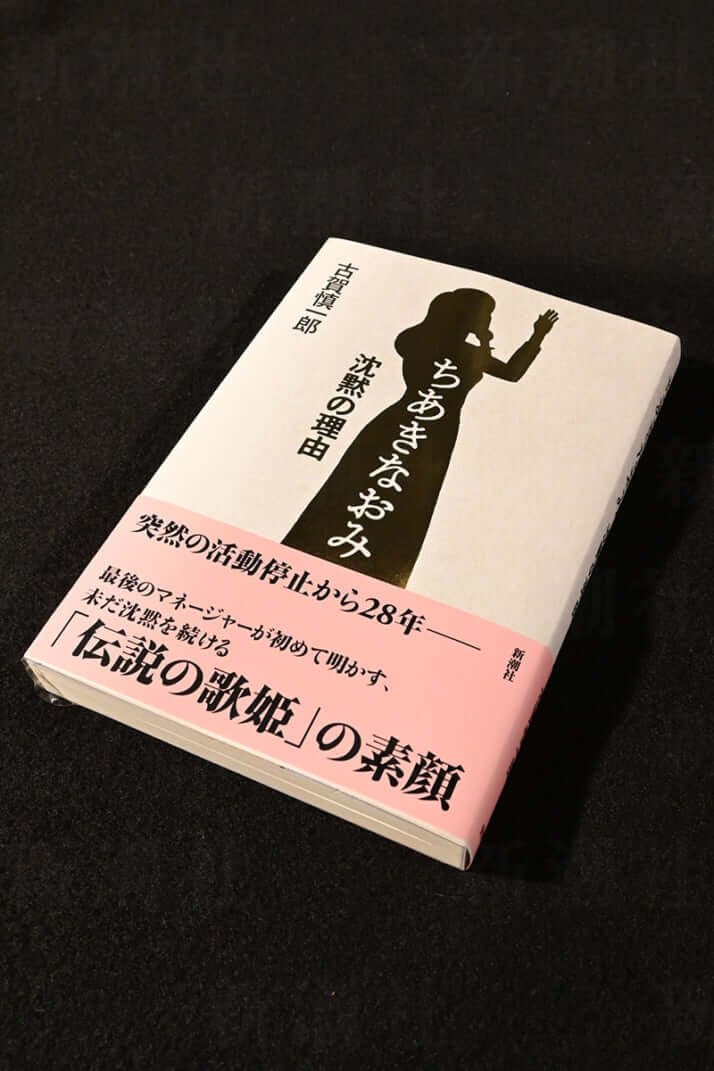 古賀慎一郎
ちあきなおみ
沈黙の理由
突然の活動停止から28年――
最後のマネージャーが初めて明かす、
未だ沈黙を続ける
「伝説の歌姫」の素顔
新潮社